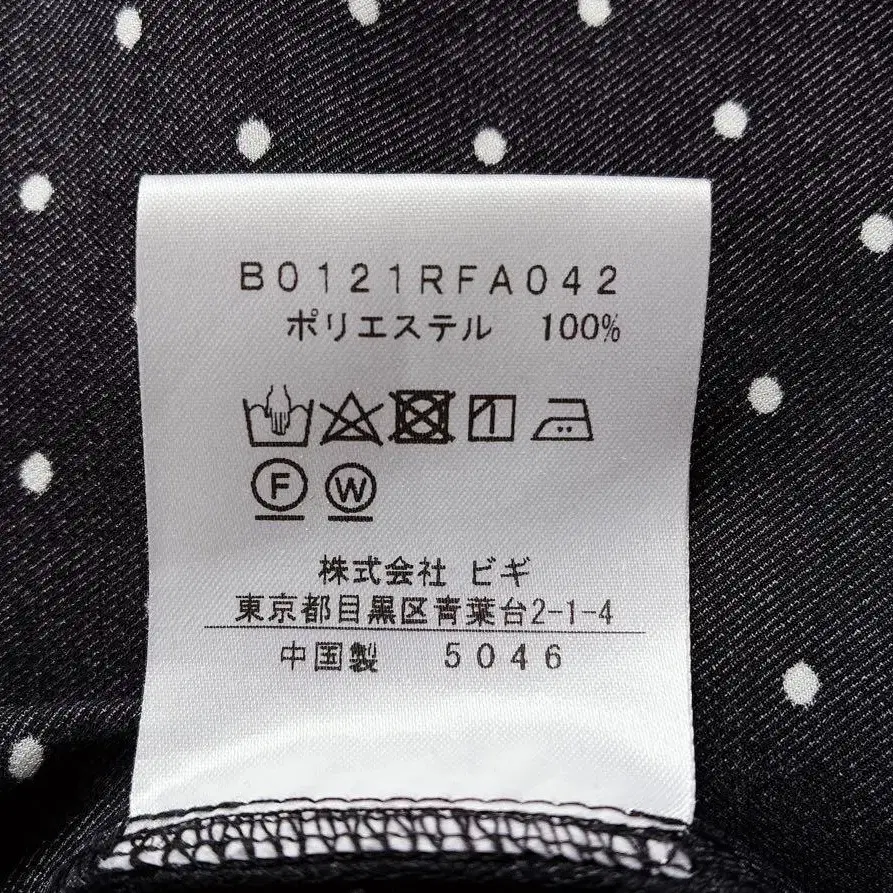 B0121RFA042
ポリエステル 100%
F W
株式会社 ビギ
東京都目黒区青葉台2-1-4
中国製 5046